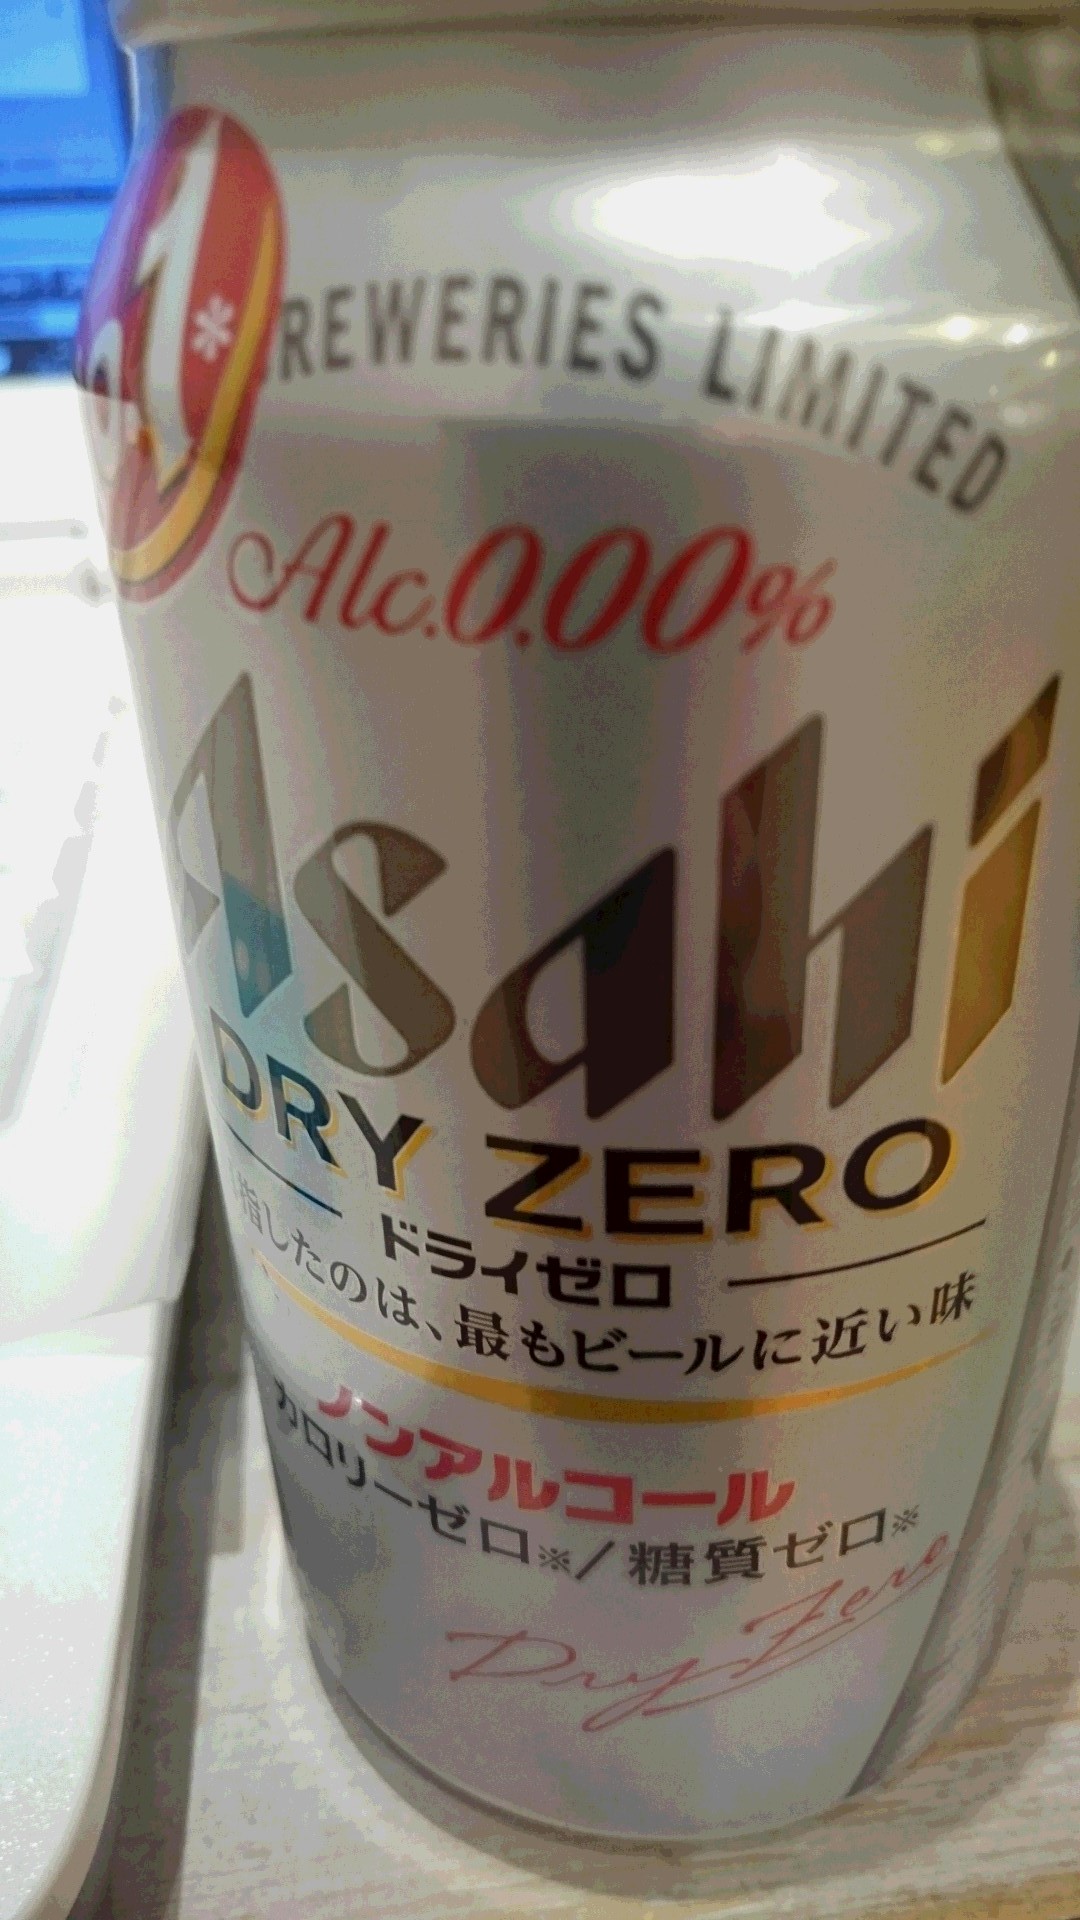 1*
REWERIES LIMITED
Alc.0.00%
Asahi
DRY ZERO
ドライゼロ
指したのは、最もビールに近い味
ノンアルコール
カロリーゼロ※/糖質ゼロ※
Dry Zero